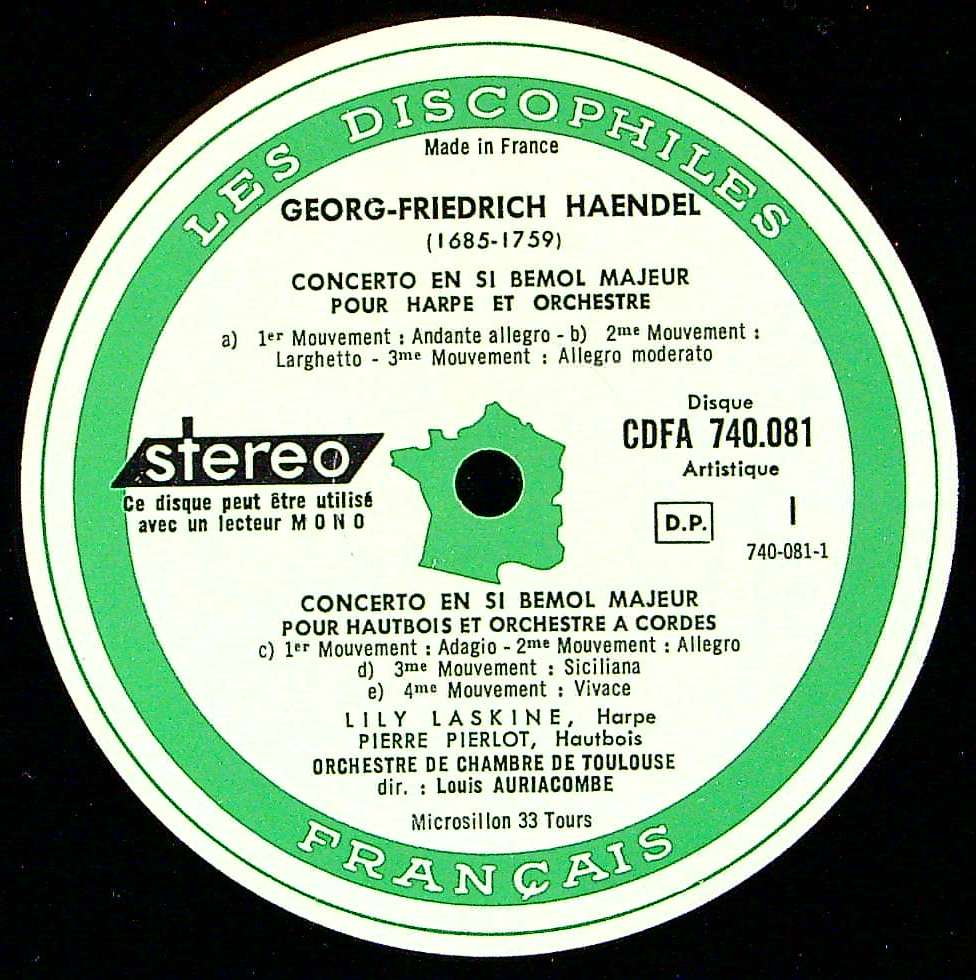 LES DISCOPHILES
Made in France
GEORG-FRIEDRICH HAENDEL
(1685-1759)
CONCERTO EN SI BEMOL MAJEUR
POUR HARPE ET ORCHESTRE
a) 1er Mouvement : Andante allegro - b) 2me Mouvement :
Larghetto - 3me Mouvement : Allegro moderato
stereo
Ce disque peut être utilisé
avec un lecteur MONO
Disque
CDFA 740.081
Artistique
D.P.
I
740-081-1
CONCERTO EN SI BEMOL MAJEUR
POUR HAUTBOIS ET ORCHESTRE A CORDES
c) 1er Mouvement : Adagio - 2me Mouvement : Allegro
d) 3me Mouvement : Siciliana
e) 4me Mouvement : Vivace
LILY LASKINE, Harpe
PIERRE PIERLOT, Hautbois
ORCHESTRE DE CHAMBRE DE TOULOUSE
dir. : Louis AURIACOMBE
Microsillon 33 Tours
FRANÇAIS